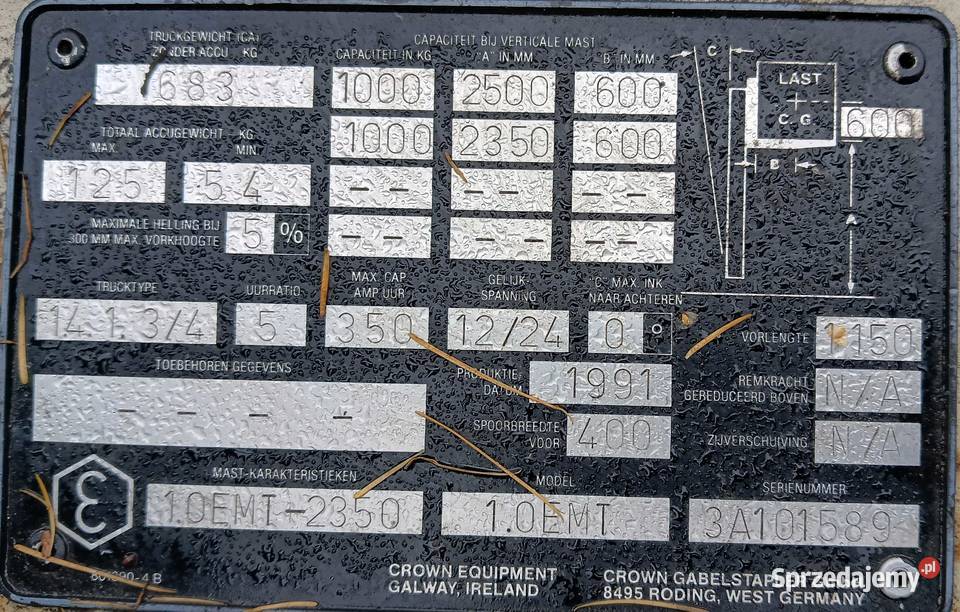 TRUCKGEWICHT (CA)
ZONDER ACCU KG
683
CAPACITEIT BIJ VERTICALE MAST
CAPACITEIT IN KG "A" IN MM "B" IN MM
1000 2500 600
1000 2350 600
-- -- --
-- -- --
C
LAST
C.G
600
B
A
TOTAAL ACCUGEWICHT KG
MAX. MIN
125 54
MAXIMALE HELLING BIJ
300 MM MAX. VORKHOOGTE
5 %
TRUCKTYPE
14 1 3/4
UURRATIO
5
MAX CAP
AMP.UUR
350
GELIJK-
SPANNING
12/24
"C" MAX. INK
NAAR ACHTEREN
0 °
VORLENGTE
1150
TOEBEHOREN GEGEVENS
- - - -
PRODUKTIE-
DATUM
1991
REMKRACHT
GEREDUCEERD BOVEN
N/A
SPOORBREEDTE
VOOR
400
ZIJVERSCHUIVING
N/A
MAST-KARAKTERISTIEKEN
1.0EMT-2350
MODEL
1.0EMT
SERIENUMMER
3A101589
CROWN EQUIPMENT
GALWAY, IRELAND
8495 RODING, WEST GERMANY
CROWN
Sprzedajemy.pl